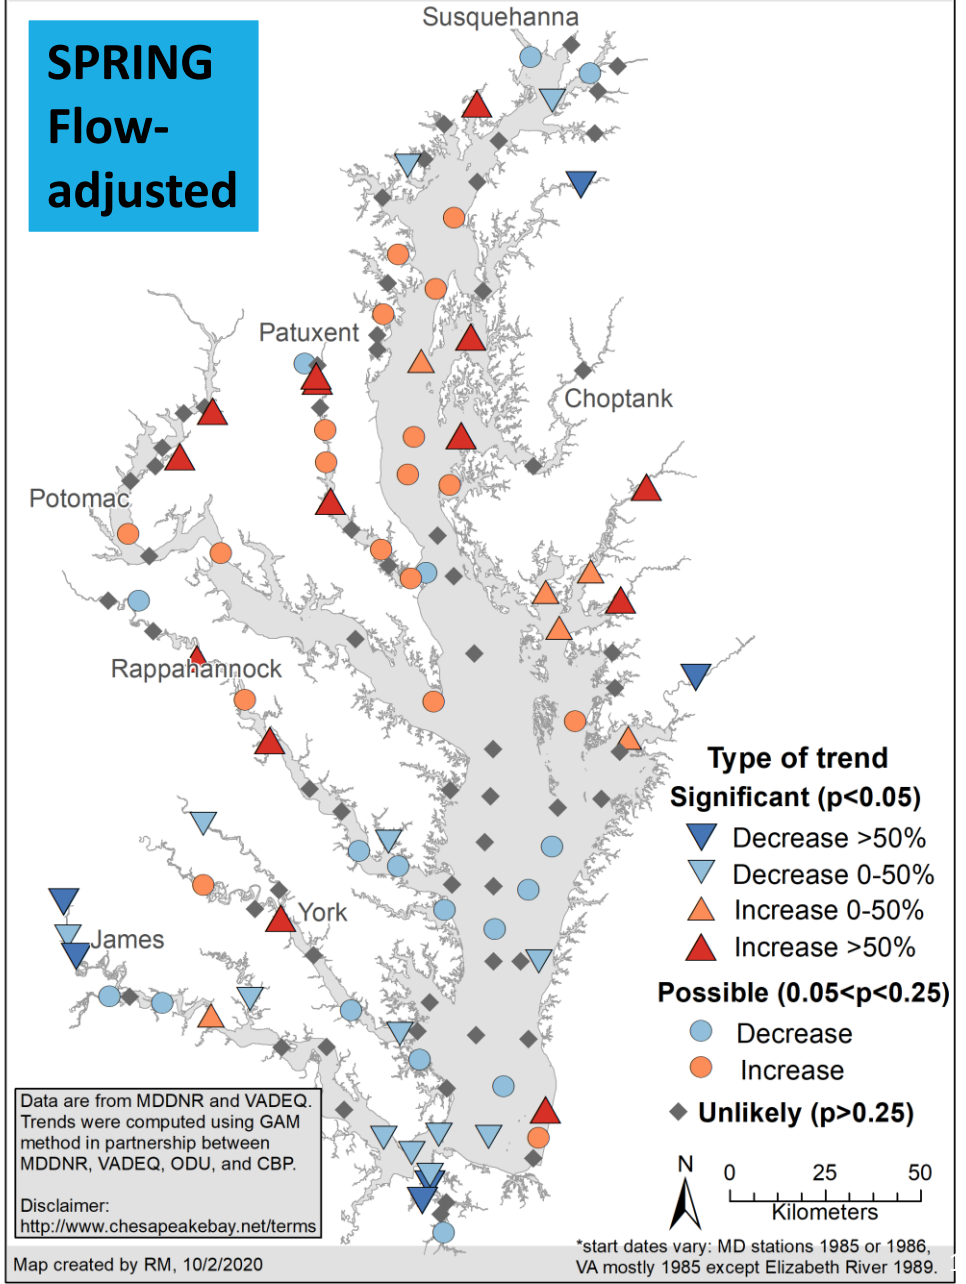 Susquehanna
SPRING
Flow-
adjusted
Patuxent
Choptank
Potomac
Rappahannock
York
James
Type of trend
Significant (p<0.05)
Decrease >50%
Decrease 0-50%
Increase 0-50%
Increase >50%
Possible (0.05<p<0.25)
Decrease
Increase
Unlikely (p>0.25)
Data are from MDDNR and VADEQ.
Trends were computed using GAM
method in partnership between
MDDNR, VADEQ, ODU, and CBP.
Disclaimer:
http://www.chesapeakebay.net/terms
N
0 25 50
Kilometers
*start dates vary: MD stations 1985 or 1986,
VA mostly 1985 except Elizabeth River 1989.
Map created by RM, 10/2/2020